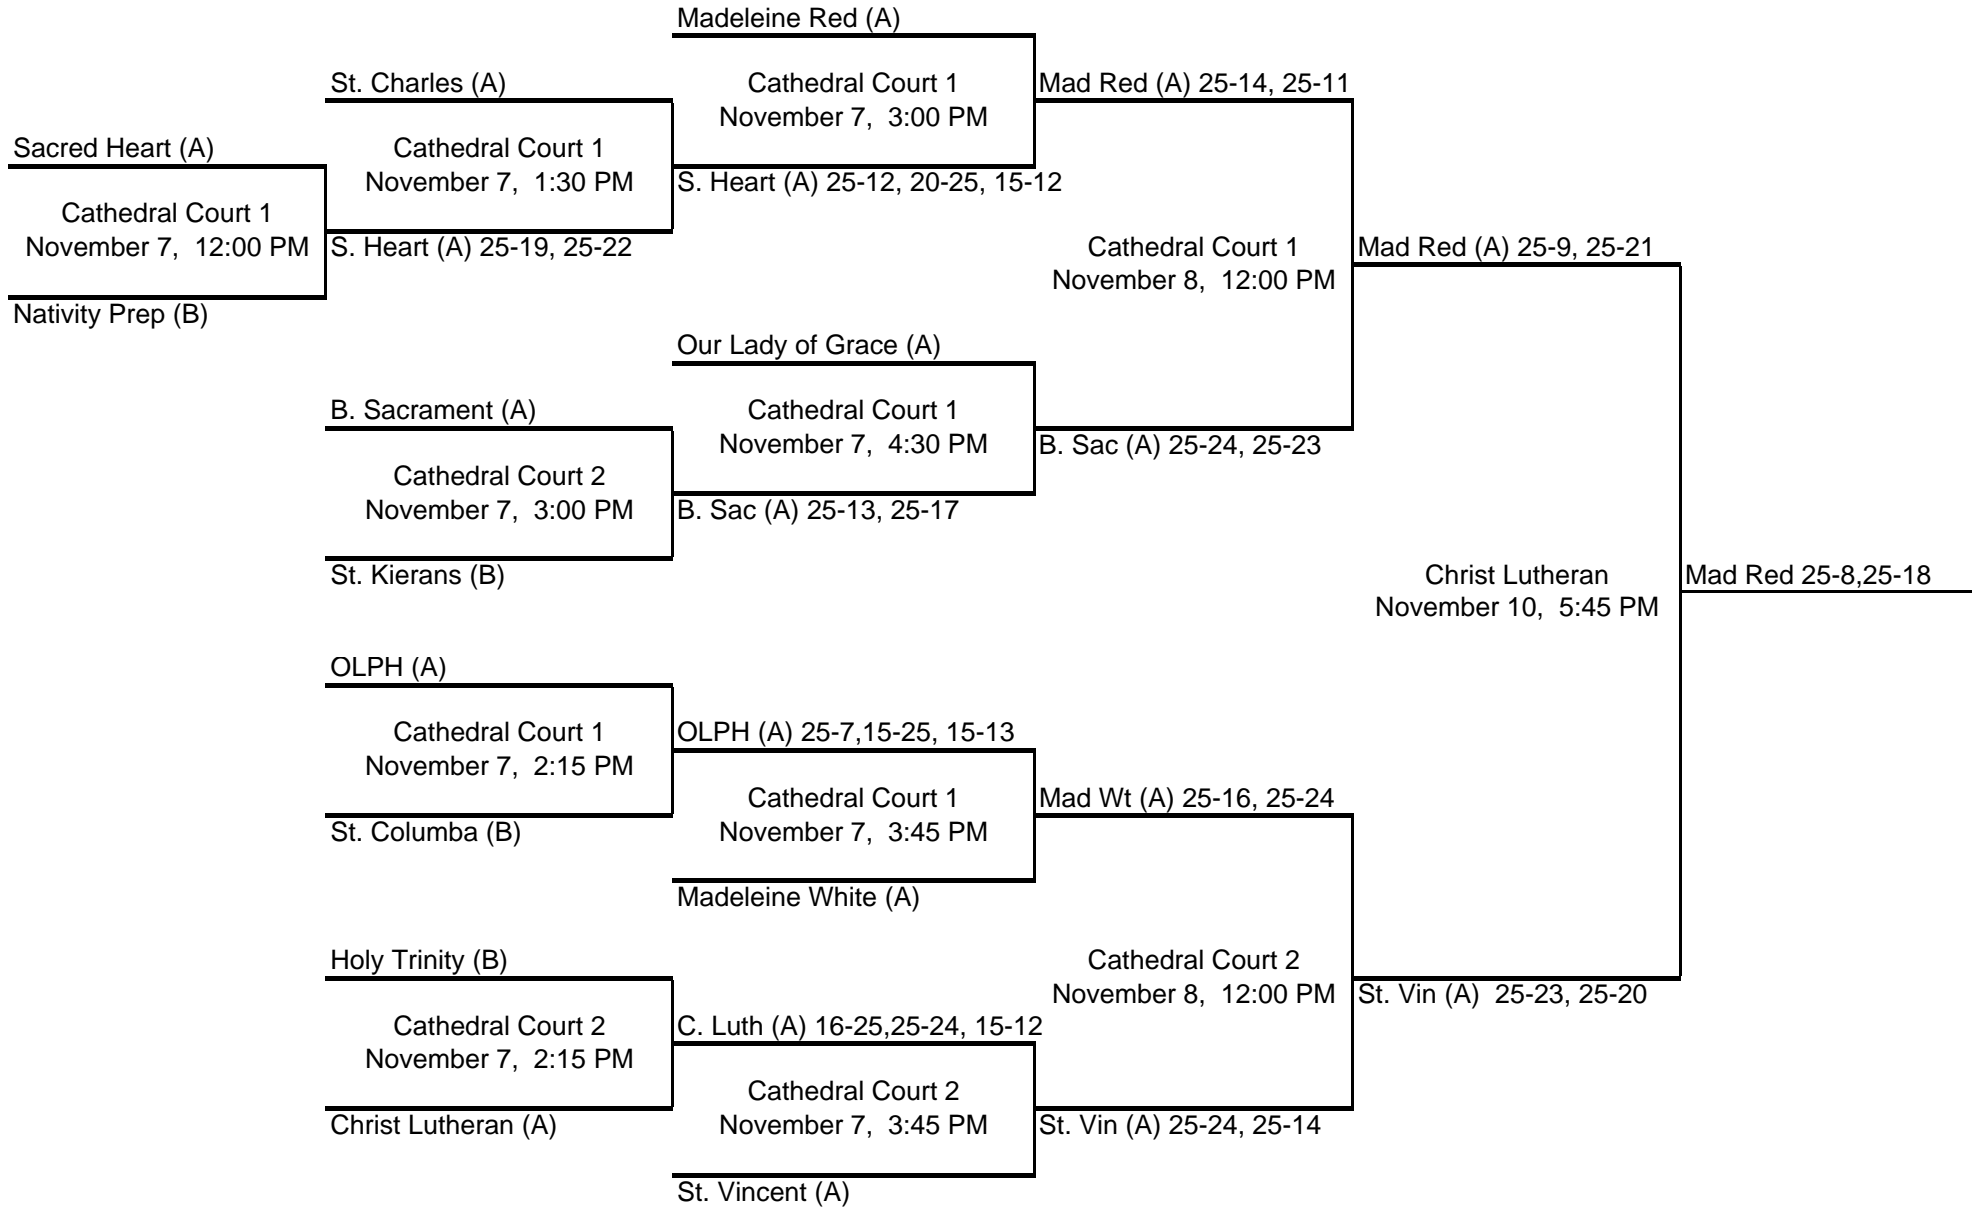 Madeleine Red (A)
St. Charles (A)
Cathedral Court 1
November 7,  3:00 PM
Mad Red (A) 25-14, 25-11
Sacred Heart (A)
Cathedral Court 1
November 7,  1:30 PM
S. Heart (A) 25-12, 20-25, 15-12
Cathedral Court 1
November 7,  12:00 PM
S. Heart (A) 25-19, 25-22
Cathedral Court 1
November 8,  12:00 PM
Mad Red (A) 25-9, 25-21
Nativity Prep (B)
Our Lady of Grace (A)
B. Sacrament (A)
Cathedral Court 1
November 7,  4:30 PM
B. Sac (A) 25-24, 25-23
Cathedral Court 2
November 7,  3:00 PM
B. Sac (A) 25-13, 25-17
St. Kierans (B)
Christ Lutheran
November 10,  5:45 PM
Mad Red 25-8,25-18
OLPH (A)
Cathedral Court 1
November 7,  2:15 PM
OLPH (A) 25-7,15-25, 15-13
St. Columba (B)
Cathedral Court 1
November 7,  3:45 PM
Mad Wt (A) 25-16, 25-24
Madeleine White (A)
Holy Trinity (B)
Cathedral Court 2
November 8,  12:00 PM
St. Vin (A)  25-23, 25-20
Cathedral Court 2
November 7,  2:15 PM
C. Luth (A) 16-25,25-24, 15-12
Christ Lutheran (A)
Cathedral Court 2
November 7,  3:45 PM
St. Vin (A) 25-24, 25-14
St. Vincent (A)